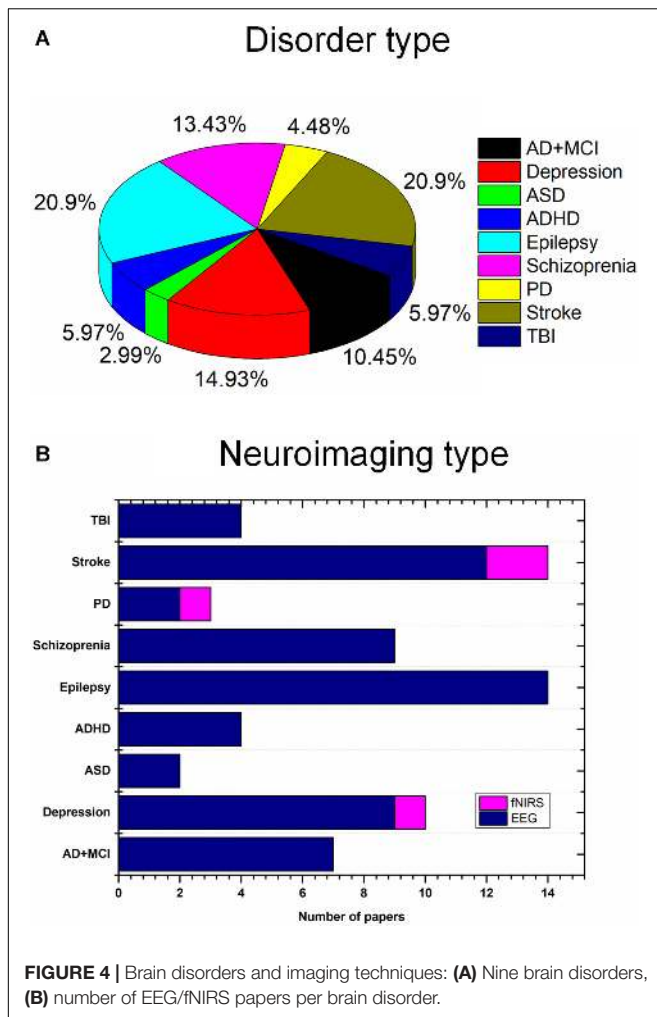 A
Disorder type
13.43%
4.48%
20.9%
20.9%
5.97%
5.97%
2.99%
14.93%
10.45%
AD+MCI
Depression
ASD
ADHD
Epilepsy
Schizoprenia
PD
Stroke
TBI
B
Neuroimaging type
TBI
Stroke
PD
Schizoprenia
Epilepsy
ADHD
ASD
Depression
AD+MCI
fNIRS
EEG
0 2 4 6 8 10 12 14
Number of papers
FIGURE 4 | Brain disorders and imaging techniques: (A) Nine brain disorders,
(B) number of EEG/fNIRS papers per brain disorder.